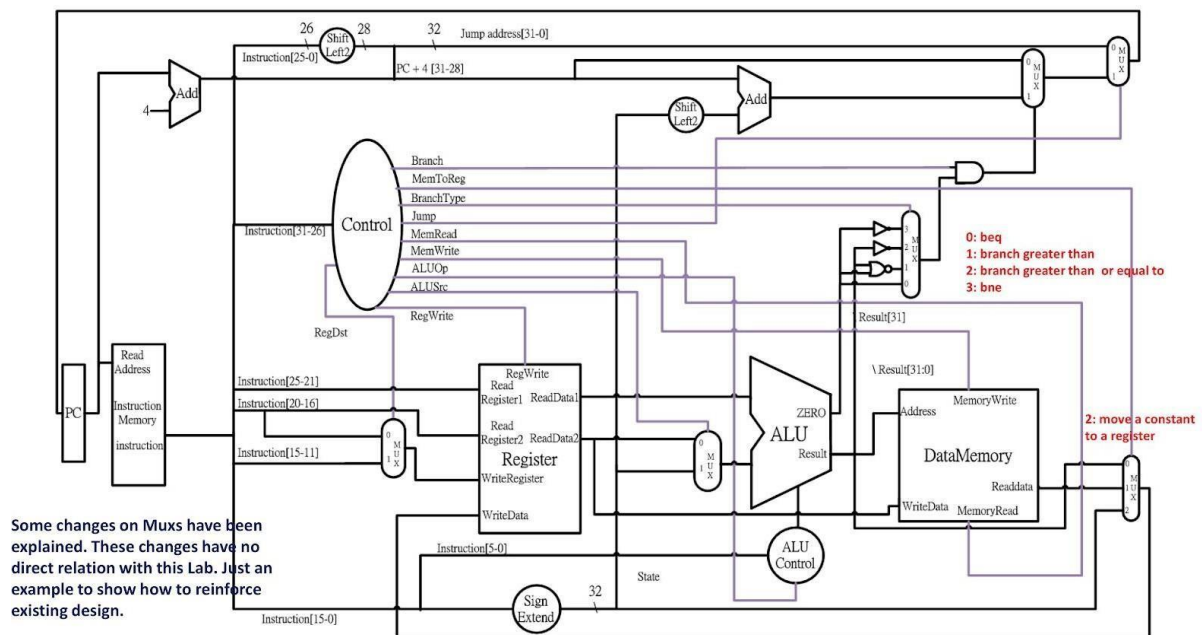 26
Shift
Left2
28
32
Jump address[31-0]
Instruction[25-0]
PC + 4 [31-28]
0
M
U
X
1
0
M
U
X
1
Add
4
Shift
Left2
Add
Control
Branch
MemToReg
BranchType
Jump
MemRead
MemWrite
ALUOp
ALUSrc
RegWrite
RegDst
Instruction[31-26]
3
2
1
0
M
U
X
0: beq
1: branch greater than
2: branch greater than or equal to
3: bne
Result[31]
\ Result[31:0]
PC
Read
Address
Instruction
Memory
instruction
Instruction[25-21]
Instruction[20-16]
Instruction[15-11]
0
M
U
X
1
RegWrite
Read
Register1
ReadData1
Read
Register2
ReadData2
Register
WriteRegister
WriteData
0
M
U
X
1
ZERO
ALU
Result
MemoryWrite
Address
DataMemory
Readdata
WriteData
MemoryRead
2: move a constant
to a register
0
M
U
1
X
2
Some changes on Muxs have been
explained. These changes have no
direct relation with this Lab. Just an
example to show how to reinforce
existing design.
Instruction[5-0]
ALU
Control
State
Instruction[15-0]
Sign
Extend
32